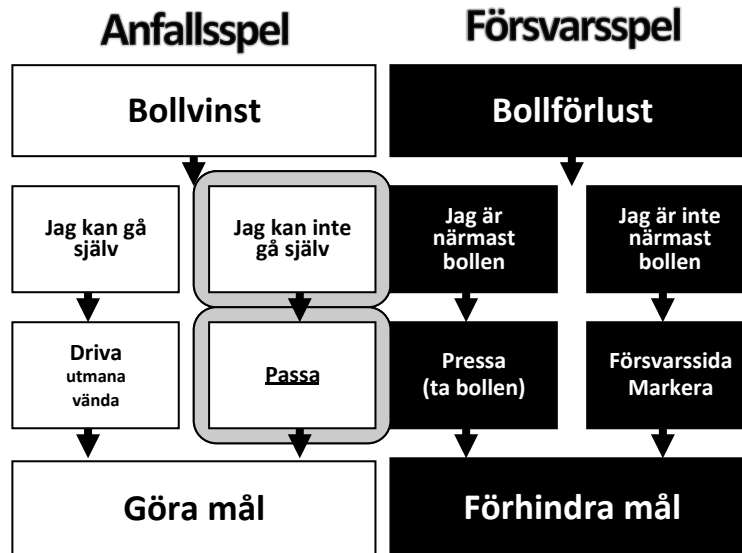 Anfallsspel
Försvarsspel
Bollvinst
Bollförlust
Jag kan gå
själv
Jag kan inte
gå själv
Jag är
närmast
bollen
Jag är inte
närmast
bollen
Driva
utmana
vända
Passa
Pressa
(ta bollen)
Försvarssida
Markera
Göra mål
Förhindra mål